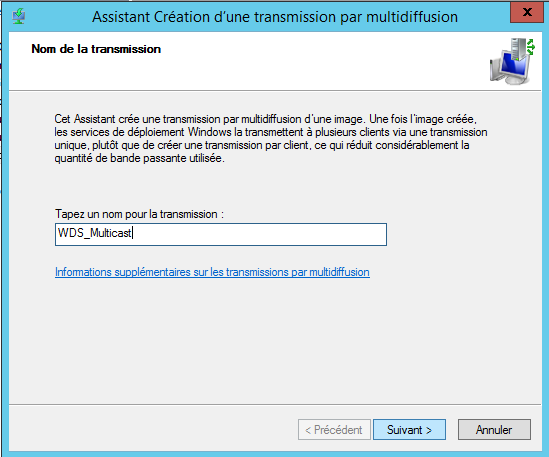 Assistant Création d'une transmission par multidiffusion
x
Nom de la transmission
Cet Assistant crée une transmission par multidiffusion d'une image. Une fois l'image créée,
les services de déploiement Windows la transmettent à plusieurs clients via une transmission
unique, plutôt que de créer une transmission par client, ce qui réduit considérablement la
quantité de bande passante utilisée.
Tapez un nom pour la transmission :
WDS_Multicast
Informations supplémentaires sur les transmissions par multidiffusion
< Précédent
Suivant >
Annuler